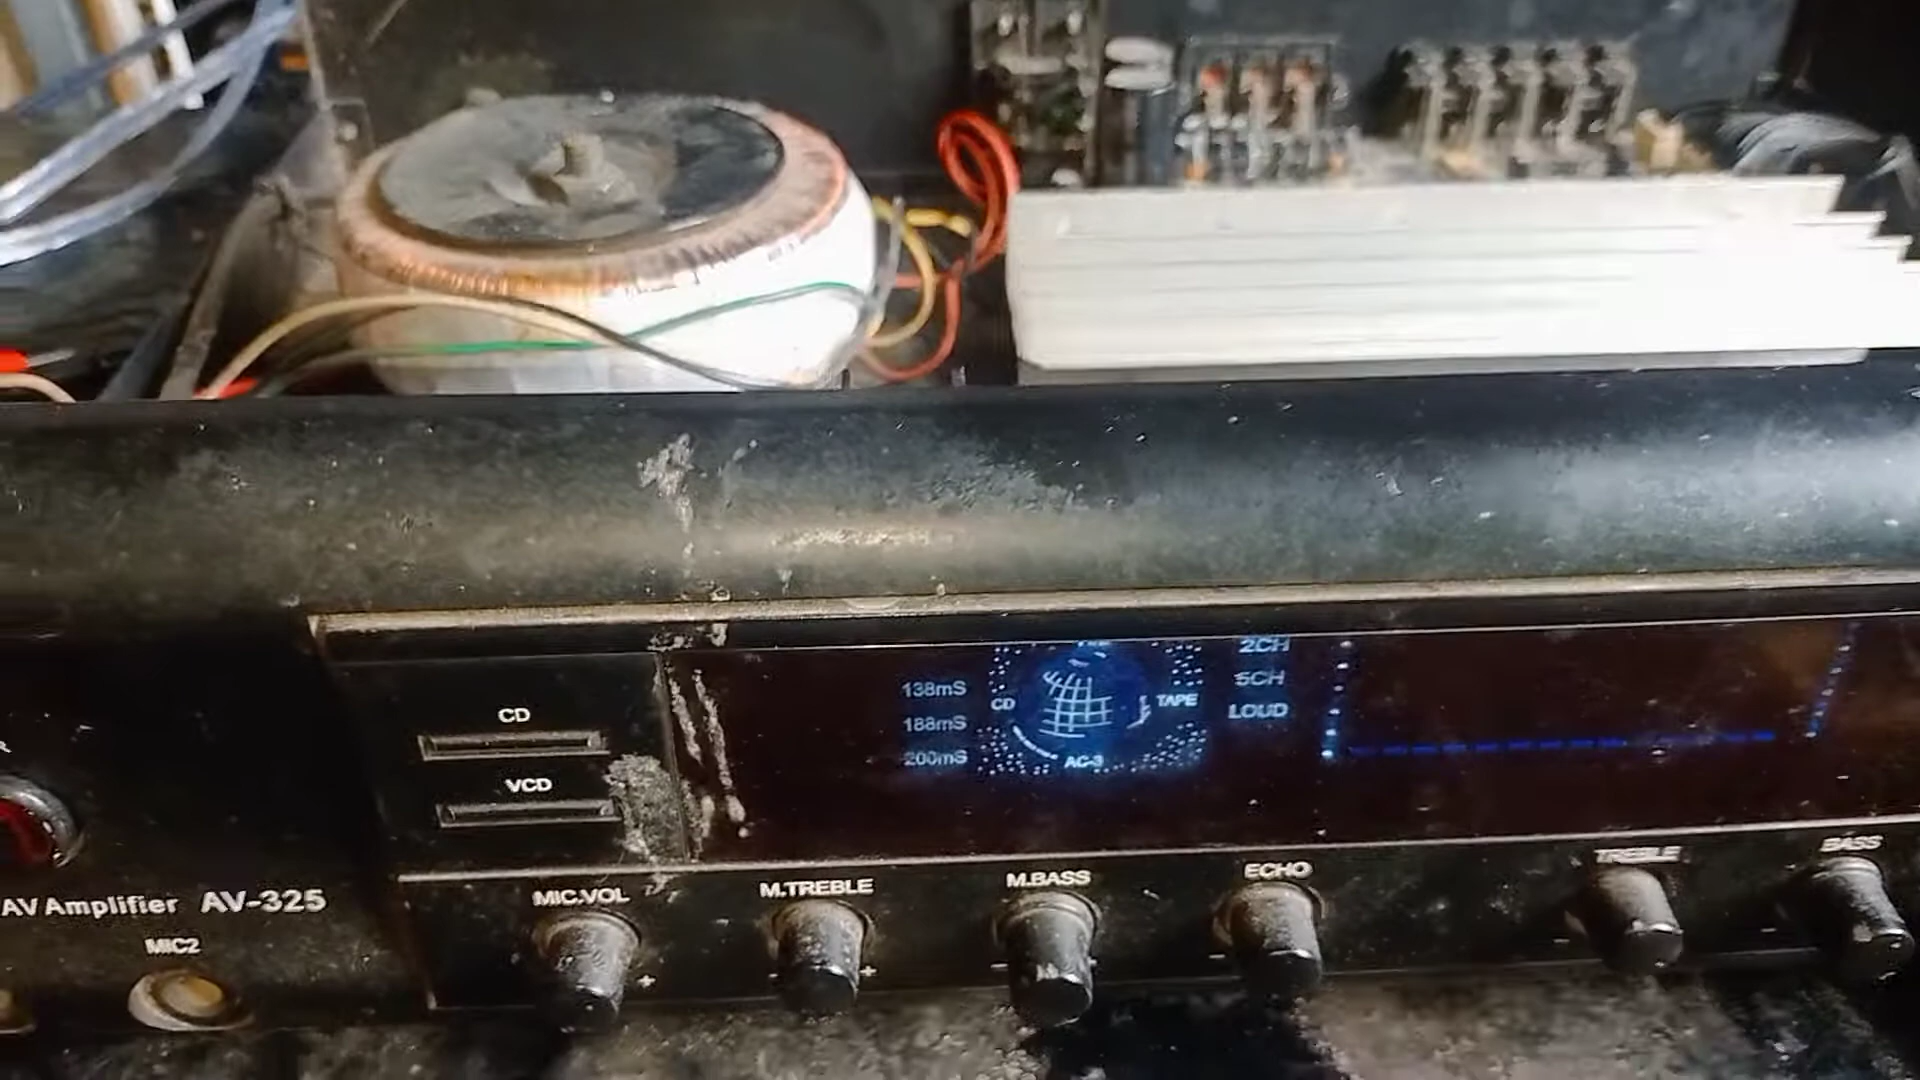 2CH
138mS
5CH
CD
TAPE
188mS
LOUD
200mS
AC-3
CD
VCD
MIC.VOL
M.TREBLE
M.BASS
ECHO
TREBLE
BASS
AV Amplifier AV-325
MIC2
- +
- +
-
-
-